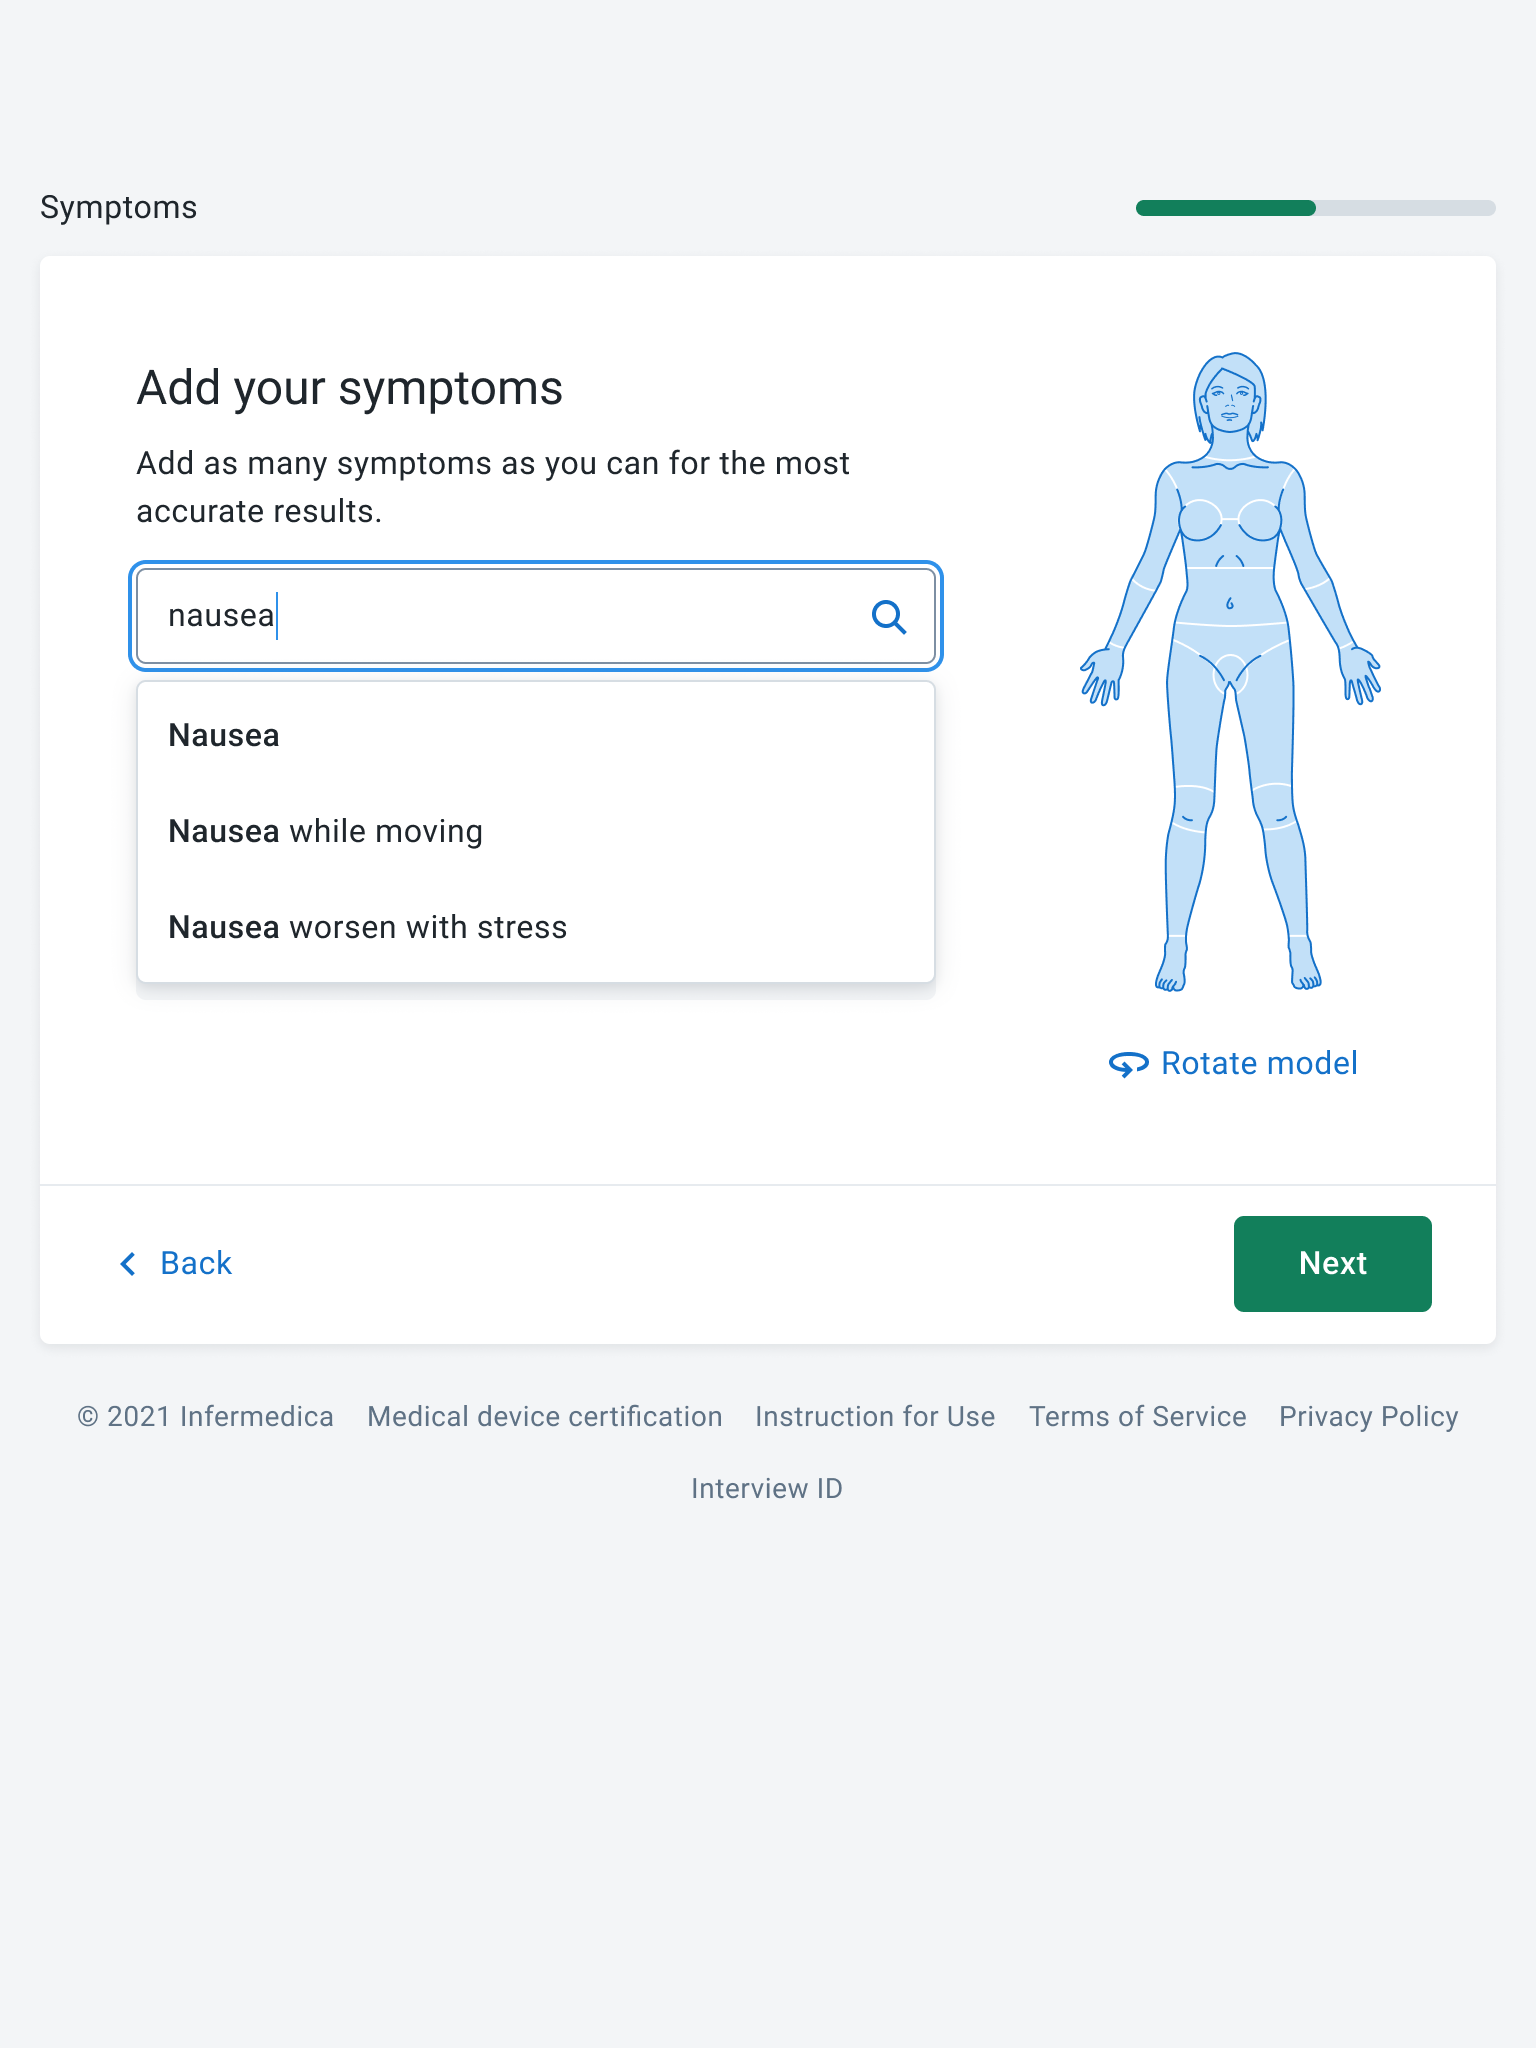 Symptoms
Add your symptoms
Add as many symptoms as you can for the most
accurate results.
nausea
Nausea
Nausea while moving
Nausea worsen with stress
Rotate model
Back
Next
© 2021 Infermedica Medical device certification Instruction for Use Terms of Service Privacy Policy
Interview ID